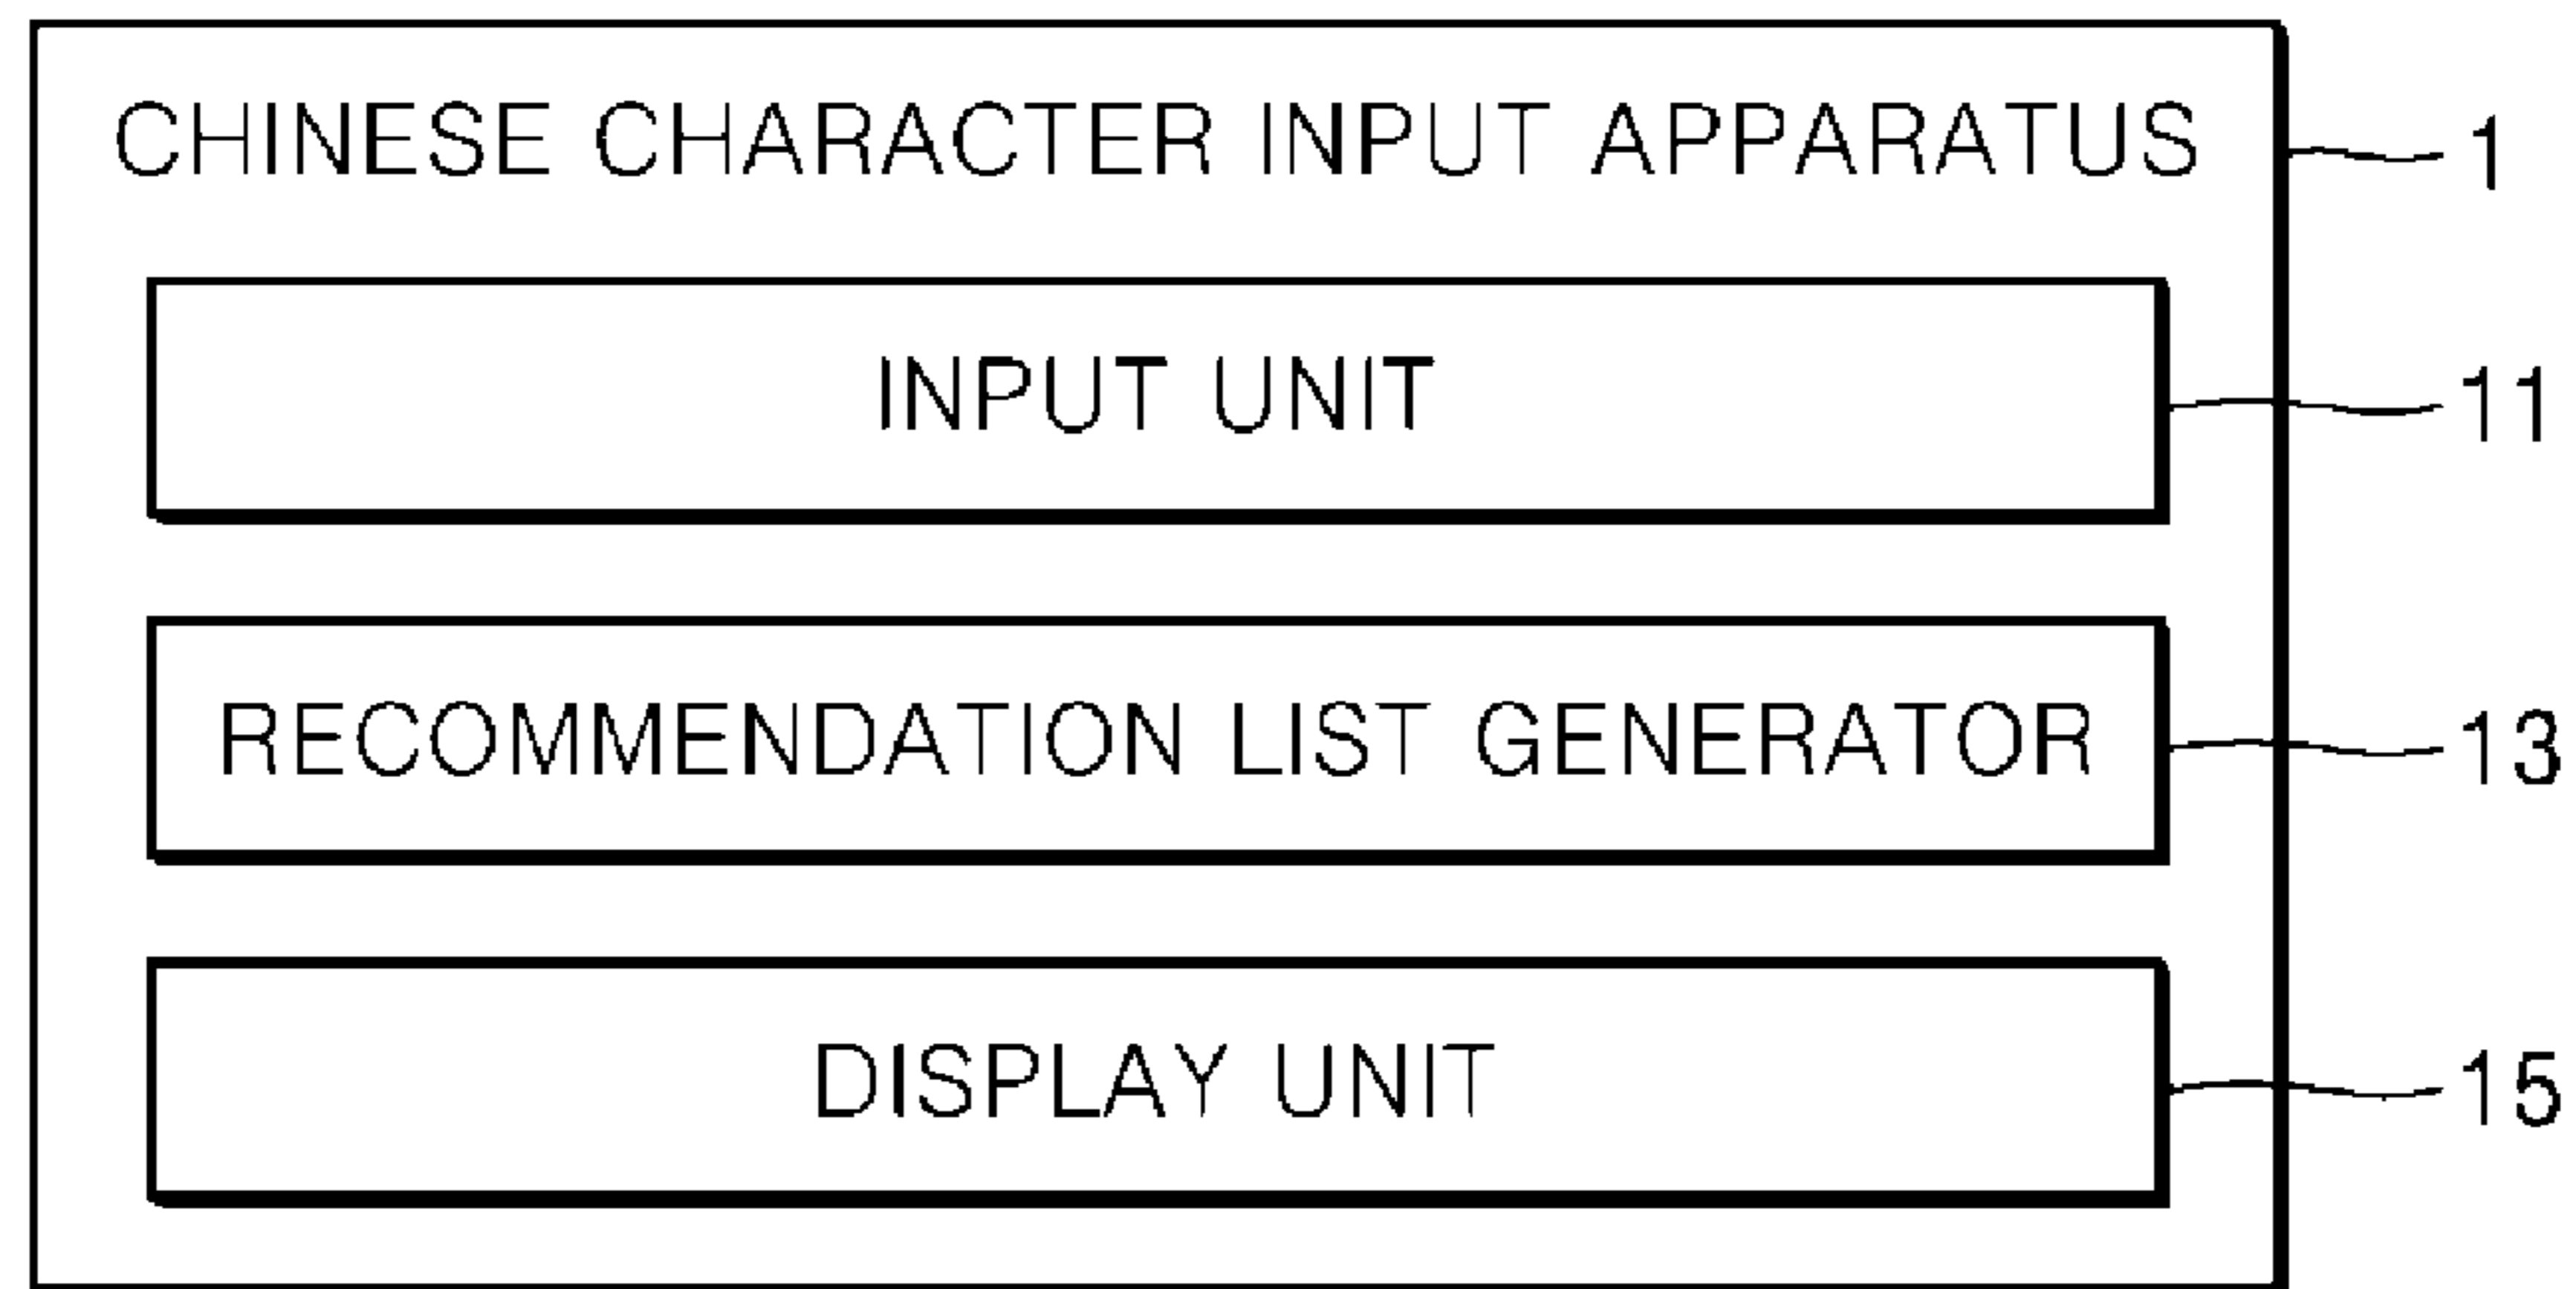 CHINESE CHARACTER INPUT APPARATUS 1
INPUT UNIT 11
RECOMMENDATION LIST GENERATOR 13
DISPLAY UNIT 15